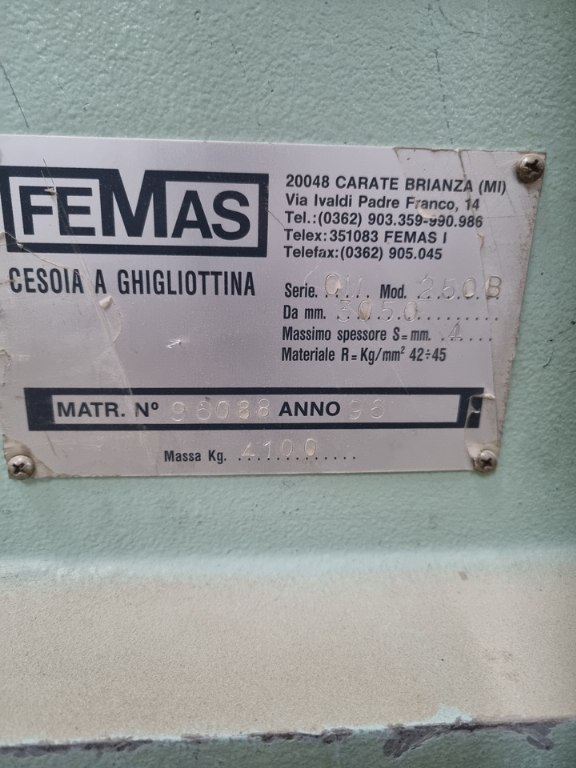 FEMAS
CESOIA A GHIGLIOTTINA
20048 CARATE BRIANZA (MI)
Via Ivaldi Padre Franco, 14
Tel.:(0362) 903.359-990.986
Telex:351083 FEMAS I
Telefax:(0362) 905.045
Serie. Mod. 250B
Da mm. 3050
Massimo spessore S=mm. 4
Materiale R=Kg/mm² 42÷45
MATR. Nº 96088 ANNO 96
Massa Kg. 4100